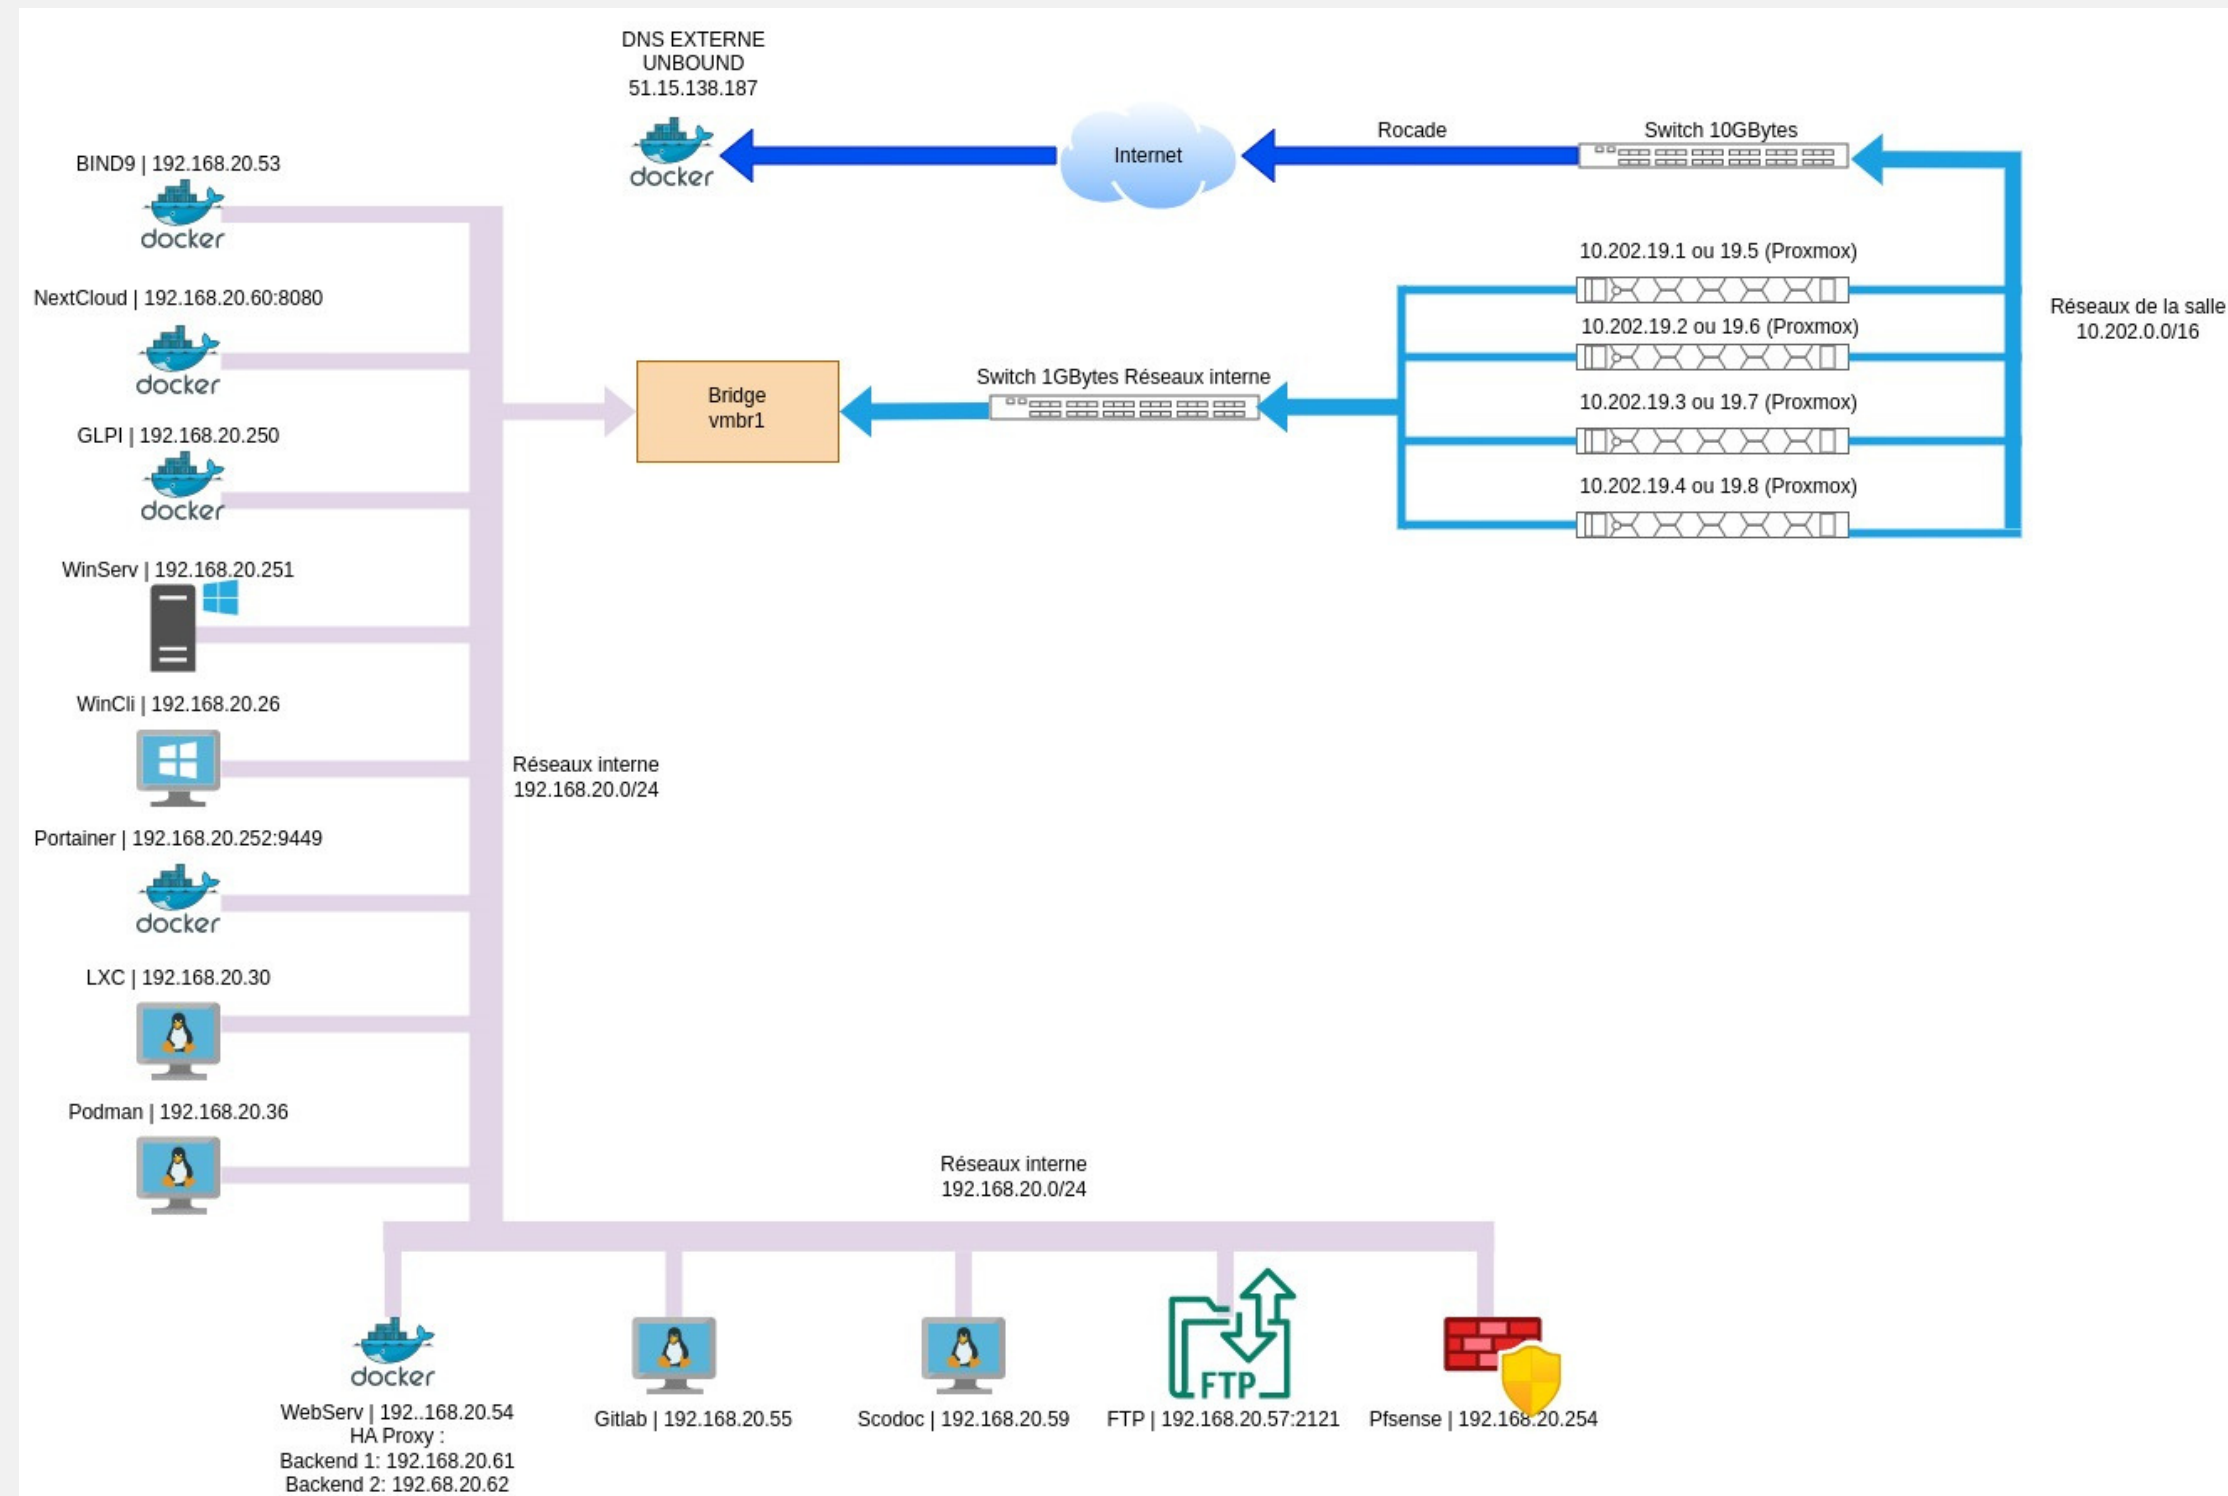 DNS EXTERNE
UNBOUND
51.15.138.187
docker
Internet
Rocade
Switch 10GBytes
BIND9 | 192.168.20.53
docker
NextCloud | 192.168.20.60:8080
docker
GLPI | 192.168.20.250
docker
WinServ | 192.168.20.251
WinCli | 192.168.20.26
Portainer | 192.168.20.252:9449
docker
LXC | 192.168.20.30
Podman | 192.168.20.36
Bridge
vmbr1
Switch 1GBytes Réseaux interne
10.202.19.1 ou 19.5 (Proxmox)
10.202.19.2 ou 19.6 (Proxmox)
10.202.19.3 ou 19.7 (Proxmox)
10.202.19.4 ou 19.8 (Proxmox)
Réseaux de la salle
10.202.0.0/16
Réseaux interne
192.168.20.0/24
Réseaux interne
192.168.20.0/24
docker
WebServ | 192..168.20.54
HA Proxy :
Backend 1: 192.168.20.61
Backend 2: 192.68.20.62
Gitlab | 192.168.20.55
Scodoc | 192.168.20.59
FTP
FTP | 192.168.20.57:2121
Pfsense | 192.168.20.254